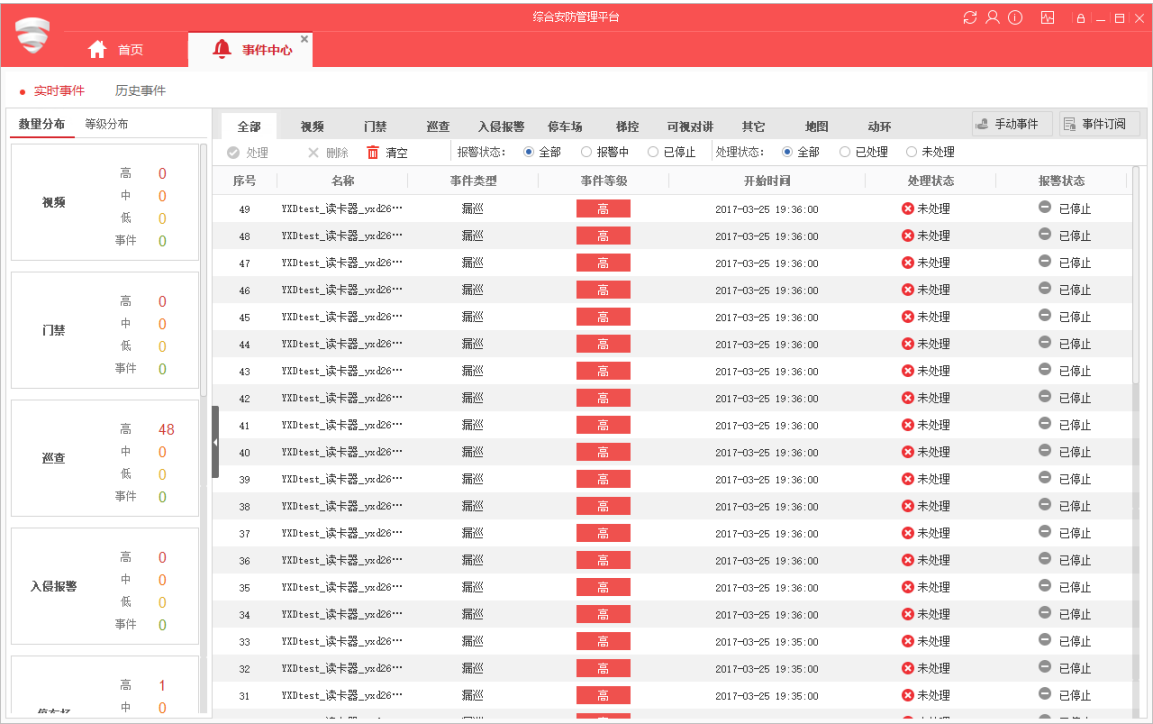 综合安防管理平台
首页
事件中心
实时事件 历史事件
数量分布 等级分布
视频
高 0
中 0
低 0
事件 0
门禁
高 0
中 0
低 0
事件 0
巡查
高 48
中 0
低 0
事件 0
入侵报警
高 0
中 0
低 0
事件 0
停车场
高 1
中 0
全部 视频 门禁 巡查 入侵报警 停车场 梯控 可视对讲 其它 地图 动环 手动事件 事件订阅
处理 删除 清空 报警状态: 全部 报警中 已停止 处理状态: 全部 已处理 未处理
序号 名称 事件类型 事件等级 开始时间 处理状态 报警状态
49 YXDtest_读卡器_yxd26··· 漏巡 高 2017-03-25 19:36:00 未处理 已停止
48 YXDtest_读卡器_yxd26··· 漏巡 高 2017-03-25 19:36:00 未处理 已停止
47 YXDtest_读卡器_yxd26··· 漏巡 高 2017-03-25 19:36:00 未处理 已停止
46 YXDtest_读卡器_yxd26··· 漏巡 高 2017-03-25 19:36:00 未处理 已停止
45 YXDtest_读卡器_yxd26··· 漏巡 高 2017-03-25 19:36:00 未处理 已停止
44 YXDtest_读卡器_yxd26··· 漏巡 高 2017-03-25 19:36:00 未处理 已停止
43 YXDtest_读卡器_yxd26··· 漏巡 高 2017-03-25 19:36:00 未处理 已停止
42 YXDtest_读卡器_yxd26··· 漏巡 高 2017-03-25 19:36:00 未处理 已停止
41 YXDtest_读卡器_yxd26··· 漏巡 高 2017-03-25 19:36:00 未处理 已停止
40 YXDtest_读卡器_yxd26··· 漏巡 高 2017-03-25 19:36:00 未处理 已停止
39 YXDtest_读卡器_yxd26··· 漏巡 高 2017-03-25 19:36:00 未处理 已停止
38 YXDtest_读卡器_yxd26··· 漏巡 高 2017-03-25 19:36:00 未处理 已停止
37 YXDtest_读卡器_yxd26··· 漏巡 高 2017-03-25 19:36:00 未处理 已停止
36 YXDtest_读卡器_yxd26··· 漏巡 高 2017-03-25 19:36:00 未处理 已停止
35 YXDtest_读卡器_yxd26··· 漏巡 高 2017-03-25 19:36:00 未处理 已停止
34 YXDtest_读卡器_yxd26··· 漏巡 高 2017-03-25 19:36:00 未处理 已停止
33 YXDtest_读卡器_yxd26··· 漏巡 高 2017-03-25 19:35:00 未处理 已停止
32 YXDtest_读卡器_yxd26··· 漏巡 高 2017-03-25 19:35:00 未处理 已停止
31 YXDtest_读卡器_yxd26··· 漏巡 高 2017-03-25 19:35:00 未处理 已停止